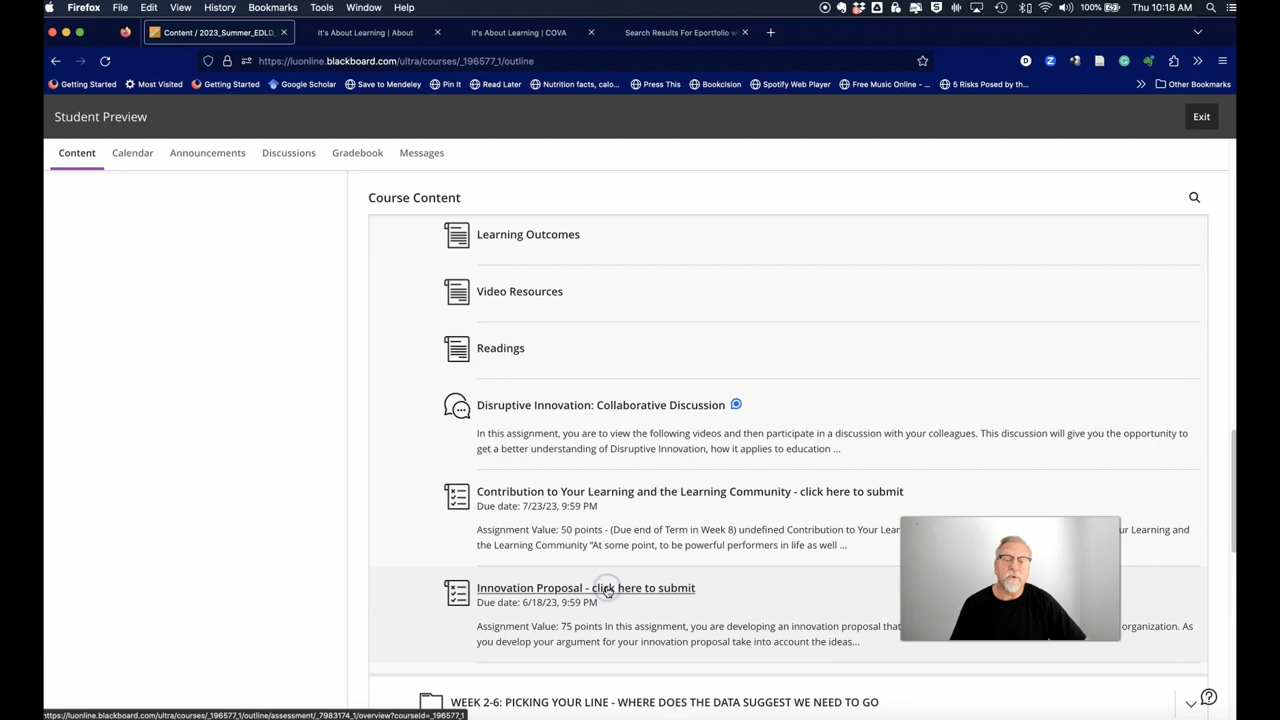 Firefox File Edit View History Bookmarks Tools Window Help 100% Thu 10:18 AM
Content / 2023_Summer_EDLD_ It's About Learning | About It's About Learning | COVA Search Results For Eportfolio w
https://luonline.blackboard.com/ultra/courses/_196577_1/outline
Getting Started Most Visited Getting Started Google Scholar Save to Mendeley Pin It Read Later Nutrition facts, calo... Press This Bookcision Spotify Web Player Free Music Online - ... 5 Risks Posed by th... Other Bookmarks
Student Preview Exit
Content Calendar Announcements Discussions Gradebook Messages
Course Content
Learning Outcomes
Video Resources
Readings
Disruptive Innovation: Collaborative Discussion
In this assignment, you are to view the following videos and then participate in a discussion with your colleagues. This discussion will give you the opportunity to
get a better understanding of Disruptive Innovation, how it applies to education ...
Contribution to Your Learning and the Learning Community - click here to submit
Due date: 7/23/23, 9:59 PM
Assignment Value: 50 points - (Due end of Term in Week 8) undefined Contribution to Your Lear ur Learning and
the Learning Community “At some point, to be powerful performers in life as well ...
Innovation Proposal - click here to submit
Due date: 6/18/23, 9:59 PM
Assignment Value: 75 points In this assignment, you are developing an innovation proposal that organization. As
you develop your argument for your innovation proposal take into account the ideas...
WEEK 2-6: PICKING YOUR LINE - WHERE DOES THE DATA SUGGEST WE NEED TO GO
https://luonline.blackboard.com/ultra/courses/_196577_1/outline/assessment/_7983174_1/overview?courseId=_196577_1